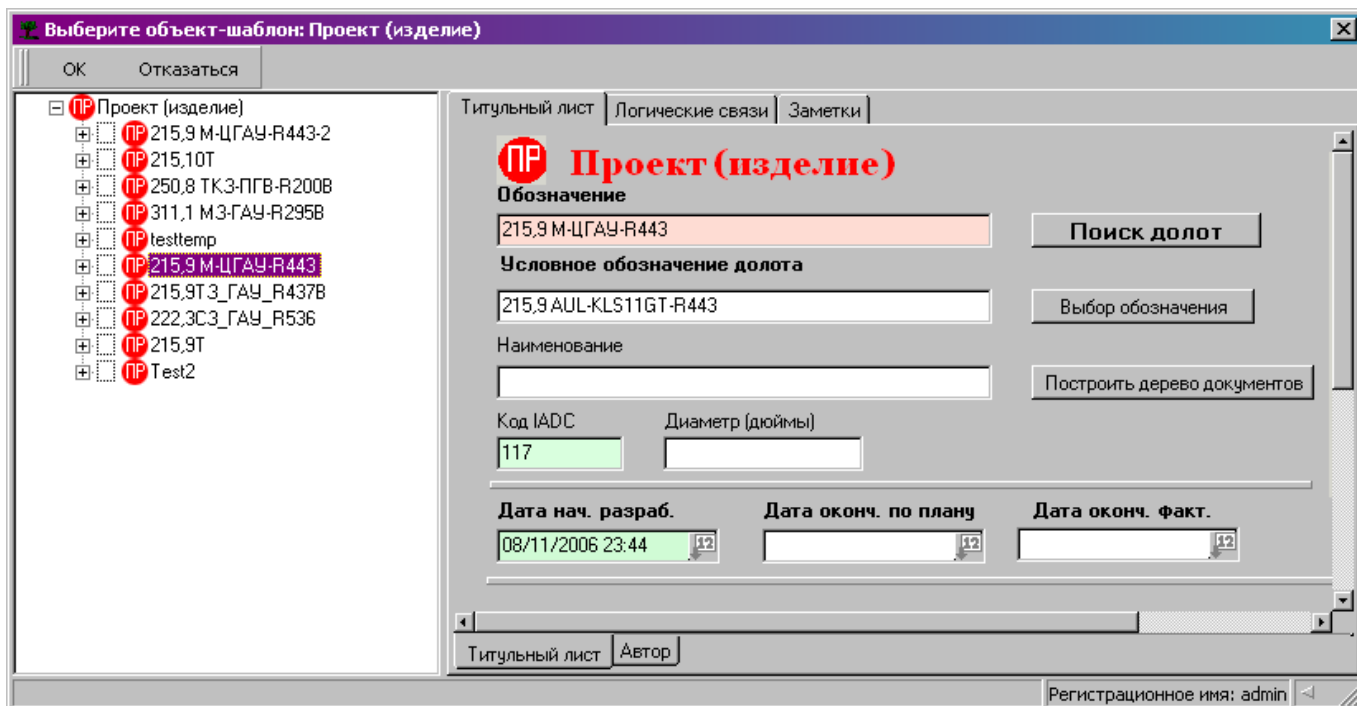 Выберите объект-шаблон: Проект (изделие)
ОК Отказаться
ПР Проект (изделие)
ПР 215,9 М-ЦГАУ-R443-2
ПР 215,10Т
ПР 250,8 ТКЗ-ПГВ-R200В
ПР 311,1 МЗ-ГАУ-R295В
ПР testtemp
ПР 215,9 М-ЦГАУ-R443
ПР 215,9ТЗ_ГАУ_R437В
ПР 222,3СЗ_ГАУ_R536
ПР 215,9Т
ПР Test2
Титульный лист Логические связи Заметки
ПР Проект (изделие)
Обозначение
215,9 М-ЦГАУ-R443 Поиск долот
Условное обозначение долота
215,9 AUL-KLS11GT-R443 Выбор обозначения
Наименование
Построить дерево документов
Код IADC Диаметр (дюймы)
117
Дата нач. разраб. Дата оконч. по плану Дата оконч. факт.
08/11/2006 23:44 12 12 12
Титульный лист Автор
Регистрационное имя: admin